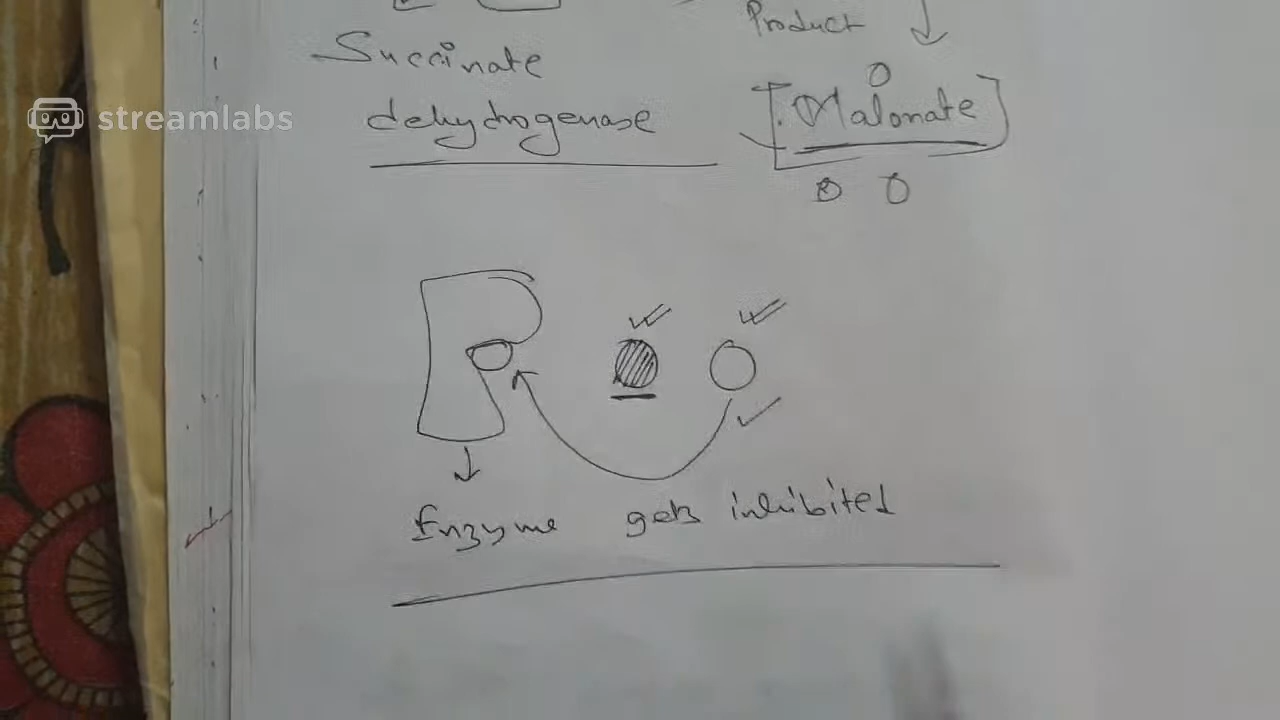 Product
Succinate
dehydrogenase
[Malonate]
streamlabs
Enzyme gets inhibited